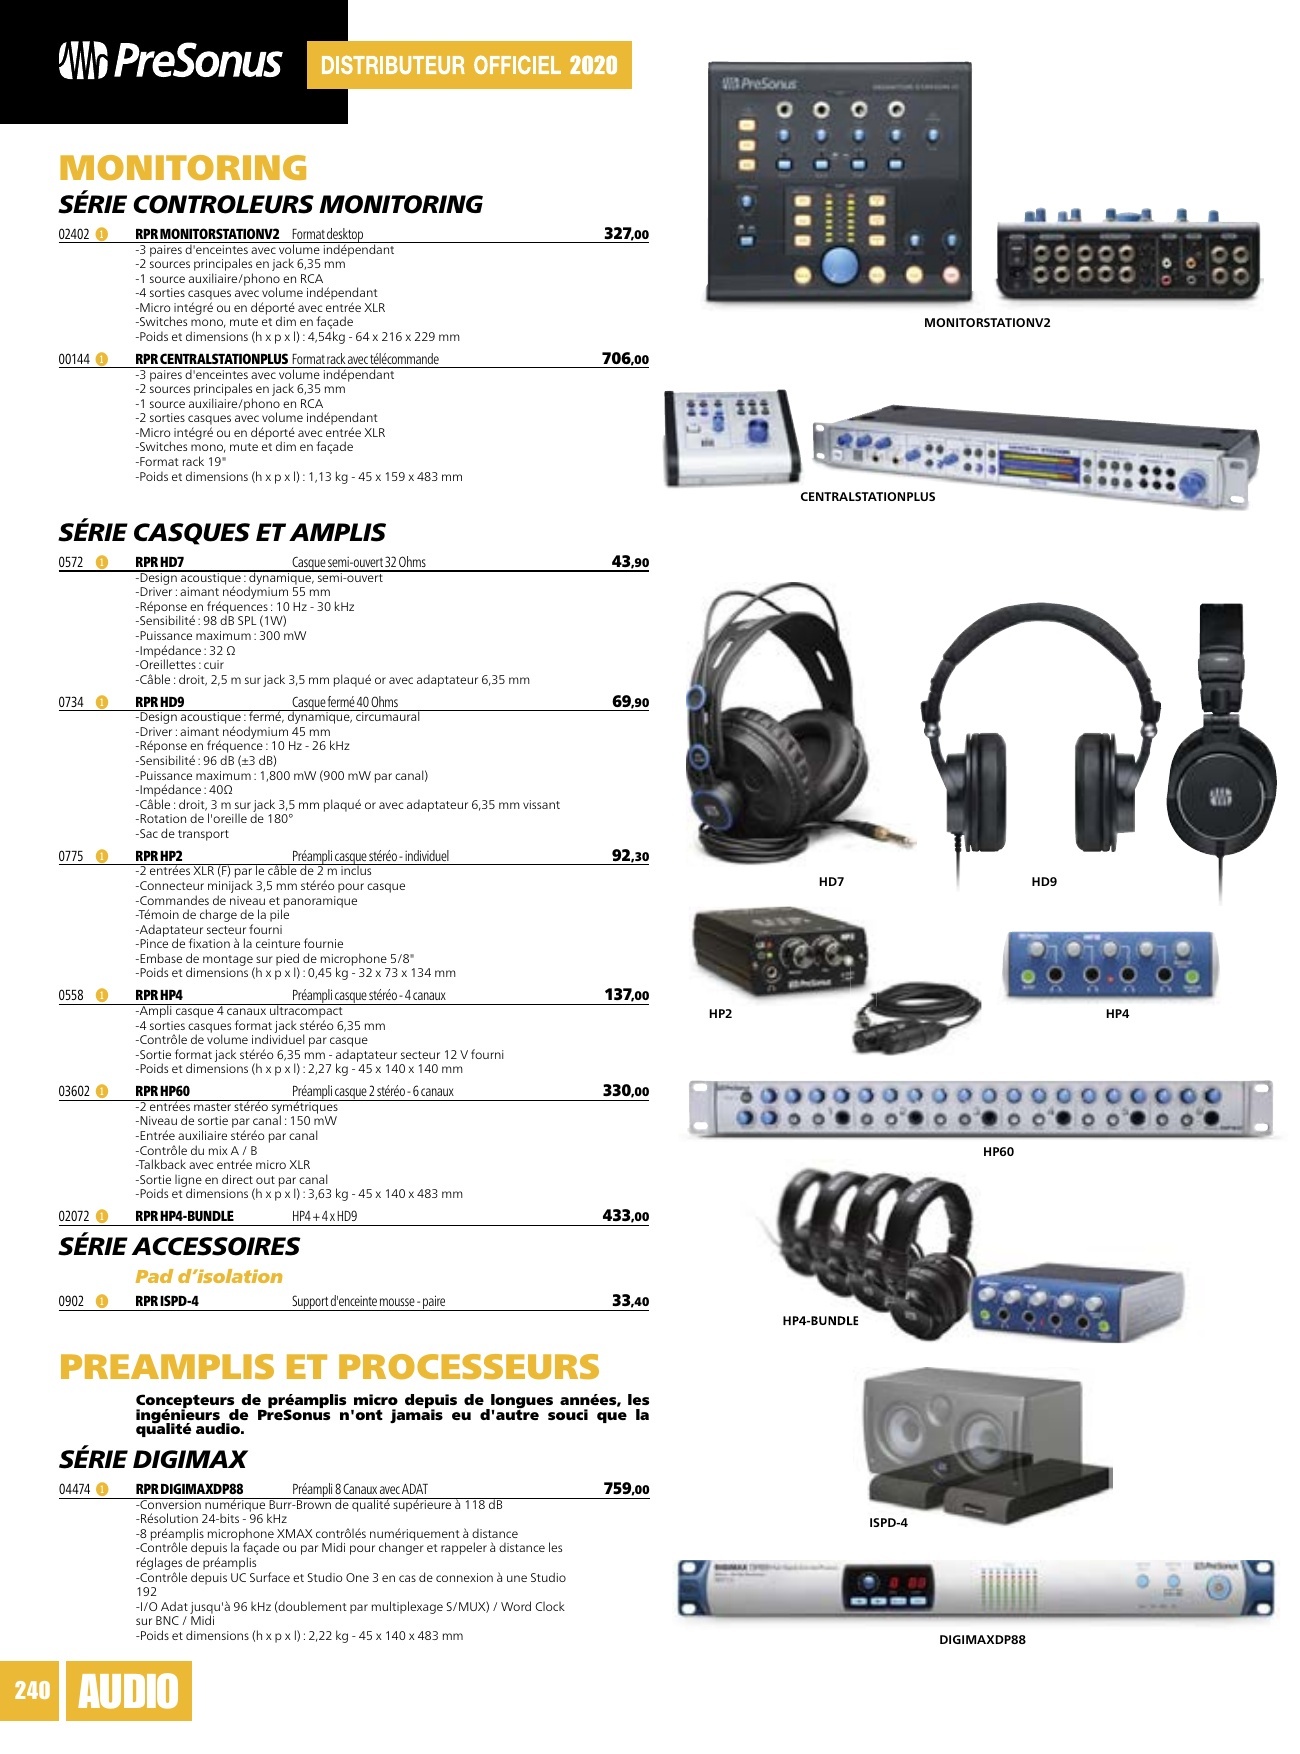 PreSonus
DISTRIBUTEUR OFFICIEL 2020
MONITORING
SÉRIE CONTROLEURS MONITORING
02402 1 RPR MONITORSTATIONV2 Format desktop 327,00
-3 paires d'enceintes avec volume indépendant
-2 sources principales en jack 6,35 mm
-1 source auxiliaire/phono en RCA
-4 sorties casques avec volume indépendant
-Micro intégré ou en déporté avec entrée XLR
-Switches mono, mute et dim en façade
-Poids et dimensions (h x p x l) : 4,54kg - 64 x 216 x 229 mm
00144 1 RPR CENTRALSTATIONPLUS Format rack avec télécommande 706,00
-3 paires d'enceintes avec volume indépendant
-2 sources principales en jack 6,35 mm
-1 source auxiliaire/phono en RCA
-2 sorties casques avec volume indépendant
-Micro intégré ou en déporté avec entrée XLR
-Switches mono, mute et dim en façade
-Format rack 19"
-Poids et dimensions (h x p x l) : 1,13 kg - 45 x 159 x 483 mm
SÉRIE CASQUES ET AMPLIS
0572 1 RPR HD7 Casque semi-ouvert 32 Ohms 43,90
-Design acoustique : dynamique, semi-ouvert
-Driver : aimant néodymium 55 mm
-Réponse en fréquences : 10 Hz - 30 kHz
-Sensibilité : 98 dB SPL (1W)
-Puissance maximum : 300 mW
-Impédance : 32 Ω
-Oreillettes : cuir
-Câble : droit, 2,5 m sur jack 3,5 mm plaqué or avec adaptateur 6,35 mm
0734 1 RPR HD9 Casque fermé 40 Ohms 69,90
-Design acoustique : fermé, dynamique, circumaural
-Driver : aimant néodymium 45 mm
-Réponse en fréquence : 10 Hz - 26 kHz
-Sensibilité : 96 dB (±3 dB)
-Puissance maximum : 1,800 mW (900 mW par canal)
-Impédance : 40Ω
-Câble : droit, 3 m sur jack 3,5 mm plaqué or avec adaptateur 6,35 mm vissant
-Rotation de l'oreille de 180°
-Sac de transport
0775 1 RPR HP2 Préampli casque stéréo - individuel 92,30
-2 entrées XLR (F) par le câble de 2 m inclus
-Connecteur minijack 3,5 mm stéréo pour casque
-Commandes de niveau et panoramique
-Témoin de charge de la pile
-Adaptateur secteur fourni
-Pince de fixation à la ceinture fournie
-Embase de montage sur pied de microphone 5/8"
-Poids et dimensions (h x p x l) : 0,45 kg - 32 x 73 x 134 mm
0558 1 RPR HP4 Préampli casque stéréo - 4 canaux 137,00
-Ampli casque 4 canaux ultracompact
-4 sorties casques format jack stéréo 6,35 mm
-Contrôle de volume individuel par casque
-Sortie format jack stéréo 6,35 mm - adaptateur secteur 12 V fourni
-Poids et dimensions (h x p x l) : 2,27 kg - 45 x 140 x 140 mm
03602 1 RPR HP60 Préampli casque 2 stéréo - 6 canaux 330,00
-2 entrées master stéréo symétriques
-Niveau de sortie par canal : 150 mW
-Entrée auxiliaire stéréo par canal
-Contrôle du mix A / B
-Talkback avec entrée micro XLR
-Sortie ligne en direct out par canal
-Poids et dimensions (h x p x l) : 3,63 kg - 45 x 140 x 483 mm
02072 1 RPR HP4-BUNDLE HP4 + 4 x HD9 433,00
SÉRIE ACCESSOIRES
Pad d'isolation
0902 1 RPR ISPD-4 Support d'enceinte mousse - paire 33,40
PREAMPLIS ET PROCESSEURS
Concepteurs de préamplis micro depuis de longues années, les
ingénieurs de PreSonus n'ont jamais eu d'autre souci que la
qualité audio.
SÉRIE DIGIMAX
04474 1 RPR DIGIMAXDP88 Préampli 8 Canaux avec ADAT 759,00
-Conversion numérique Burr-Brown de qualité supérieure à 118 dB
-Résolution 24-bits - 96 kHz
-8 préamplis microphone XMAX contrôlés numériquement à distance
-Contrôle depuis la façade ou par Midi pour changer et rappeler à distance les
réglages de préamplis
-Contrôle depuis UC Surface et Studio One 3 en cas de connexion à une Studio
192
-I/O Adat jusqu'à 96 kHz (doublement par multiplexage S/MUX) / Word Clock
sur BNC / Midi
-Poids et dimensions (h x p x l) : 2,22 kg - 45 x 140 x 483 mm
240 AUDIO
PreSonus
MONITORSTATIONV2
CENTRALSTATIONPLUS
HD7
HD9
HP2
PreSonus
HP2
HP4
HP60
HP4-BUNDLE
ISPD-4
DIGIMAX DP88
PreSonus
DIGIMAXDP88